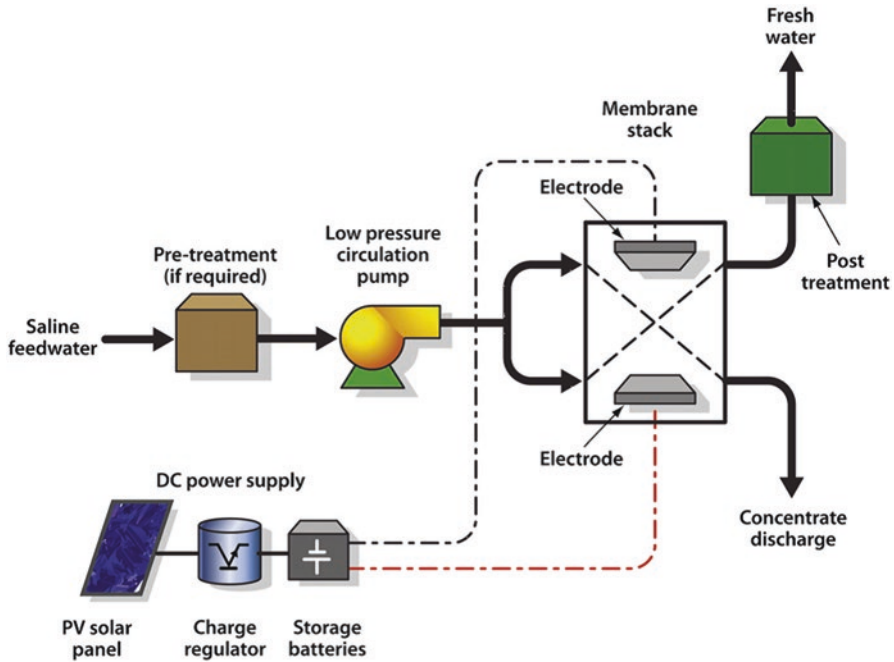 Fresh
water
Membrane
stack
Electrode
Low pressure
circulation
pump
Pre-treatment
(if required)
Post
treatment
Saline
feedwater
Electrode
DC power supply
Concentrate
discharge
PV solar
panel
Charge
regulator
Storage
batteries